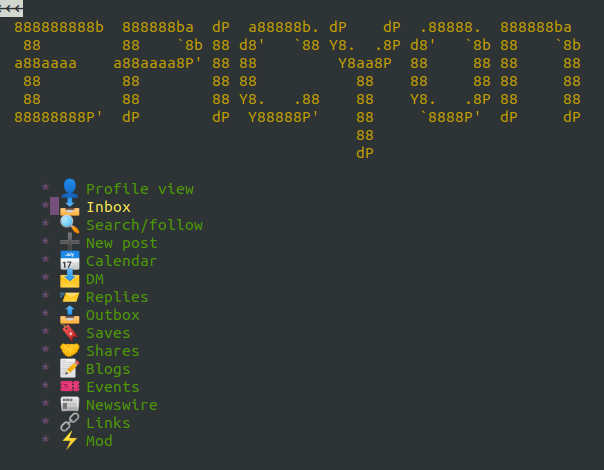 ←←←
888888888b  888888ba  dP  a88888b. dP    dP  .88888.  888888ba
 88         88    `8b 88 d8'   `88 Y8.  .8P d8'   `8b 88    `8b
a88aaaa    a88aaaa8P' 88 88         Y8aa8P  88     88 88     88
 88         88        88 88           88    88     88 88     88
 88         88        88 Y8.   .88    88    Y8.   .8P 88     88
88888888P'  dP        dP  Y88888P'    88     `8888P'  dP     dP
                                      88
                                      dP
* 👤 Profile view
* 📥 Inbox
* 🔍 Search/follow
* ➕ New post
* 📅 Calendar
* 📩 DM
* 📨 Replies
* 📤 Outbox
* 🔖 Saves
* 🤝 Shares
* 📝 Blogs
* 🎫 Events
* 📰 Newswire
* 🔗 Links
* ⚡ Mod